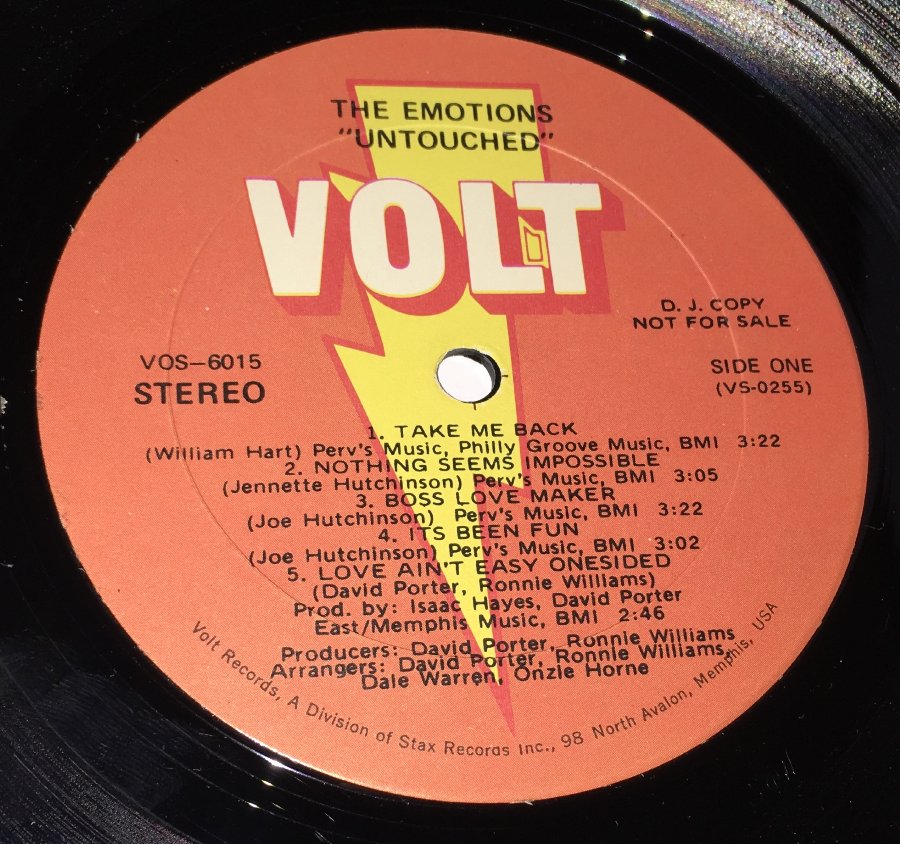 THE EMOTIONS
"UNTOUCHED"
VOLT
D. J. COPY
NOT FOR SALE
VOS—6015
STEREO
SIDE ONE
(VS-0255)
1. TAKE ME BACK
(William Hart) Perv's Music, Philly Groove Music, BMI 3:22
2. NOTHING SEEMS IMPOSSIBLE
(Jennette Hutchinson) Perv's Music, BMI 3:05
3. BOSS LOVE MAKER
(Joe Hutchinson) Perv's Music, BMI 3:22
4. ITS BEEN FUN
(Joe Hutchinson) Perv's Music, BMI 3:02
5. LOVE AIN'T EASY ONESIDED
(David Porter, Ronnie Williams)
Prod. by: Isaac Hayes, David Porter
East/Memphis Music, BMI 2:46
Producers: David Porter, Ronnie Williams
Arrangers: David Porter, Ronnie Williams,
Dale Warren, Onzie Horne
Volt Records, A Division of Stax Records Inc., 98 North Avalon, Memphis, USA